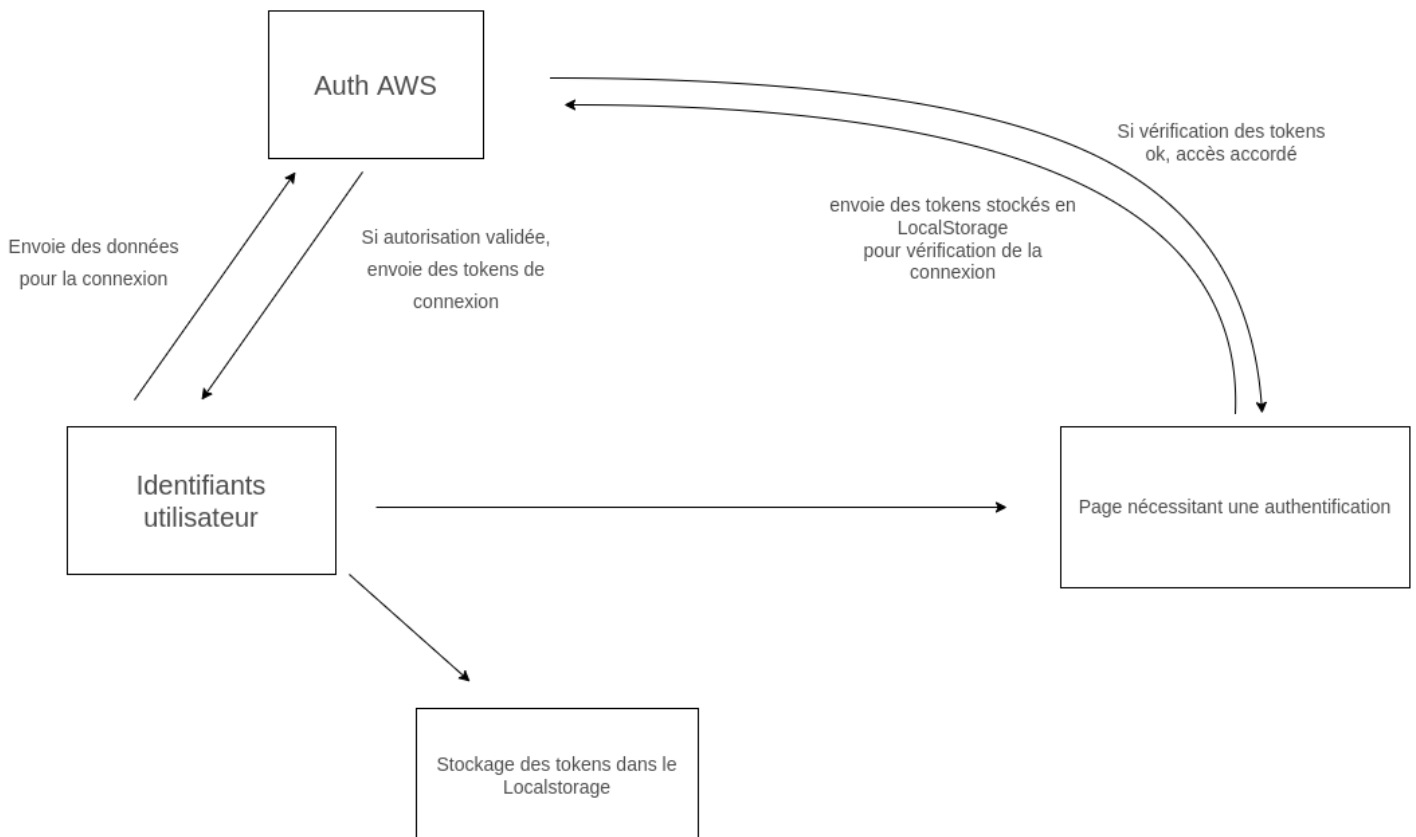 Auth AWS
Si vérification des tokens
ok, accès accordé
envoie des tokens stockés en
LocalStorage
pour vérification de la
connexion
Envoie des données
pour la connexion
Si autorisation validée,
envoie des tokens de
connexion
Identifiants
utilisateur
Page nécessitant une authentification
Stockage des tokens dans le
Localstorage